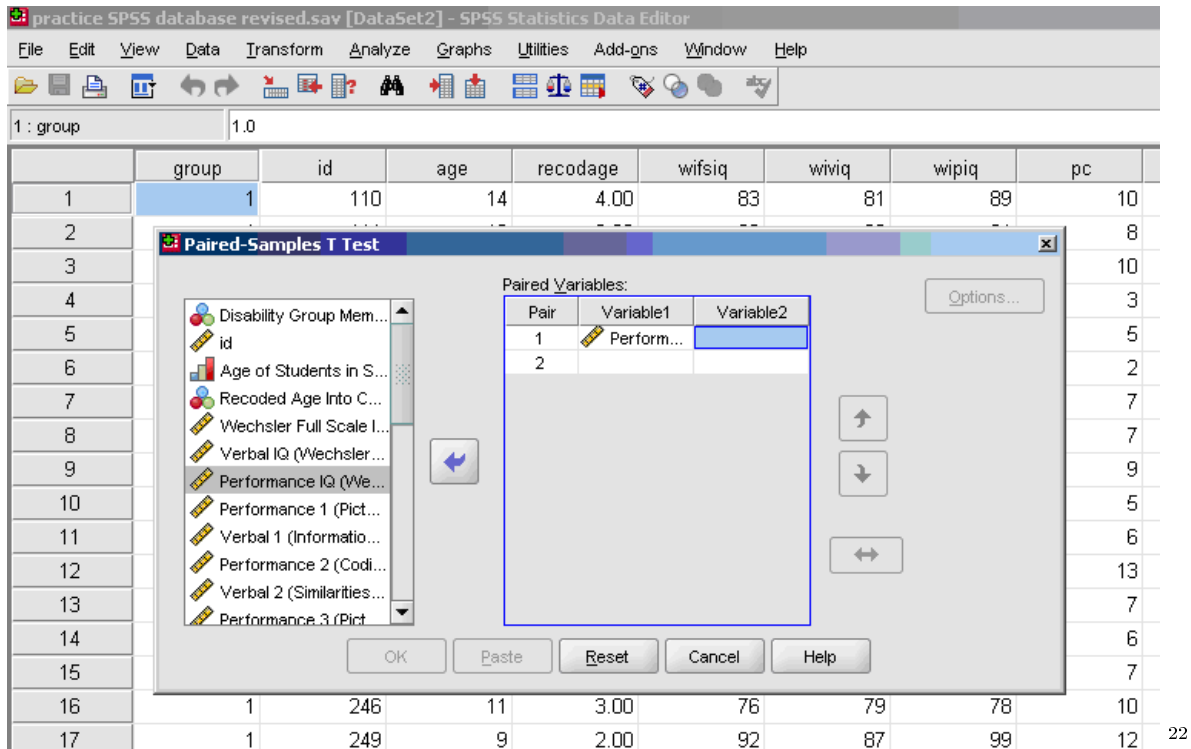 practice SPSS database revised.sav [DataSet2] - SPSS Statistics Data Editor
File Edit View Data Transform Analyze Graphs Utilities Add-ons Window Help
1 : group 1.0
group id age recodage wifsiq wiviq wipiq pc
1 1 110 14 4.00 83 81 89 10
2 8
Paired-Samples T Test
3 10
Paired Variables:
Options...
4 3
Pair Variable1 Variable2
Disability Group Mem...
1 Perform...
5 5
id
2
6 2
Age of Students in S...
7 7
Recoded Age Into C...
8 7
Wechsler Full Scale I...
Verbal IQ (Wechsler...
9 9
Performance IQ (We...
10 5
Performance 1 (Pict...
11 6
Verbal 1 (Informatio...
12 13
Performance 2 (Codi...
Verbal 2 (Similarities...
13 7
Performance 3 (Pict
14 6
OK Paste Reset Cancel Help
15 7
16 1 246 11 3.00 76 79 78 10
17 1 249 9 2.00 92 87 99 12
22